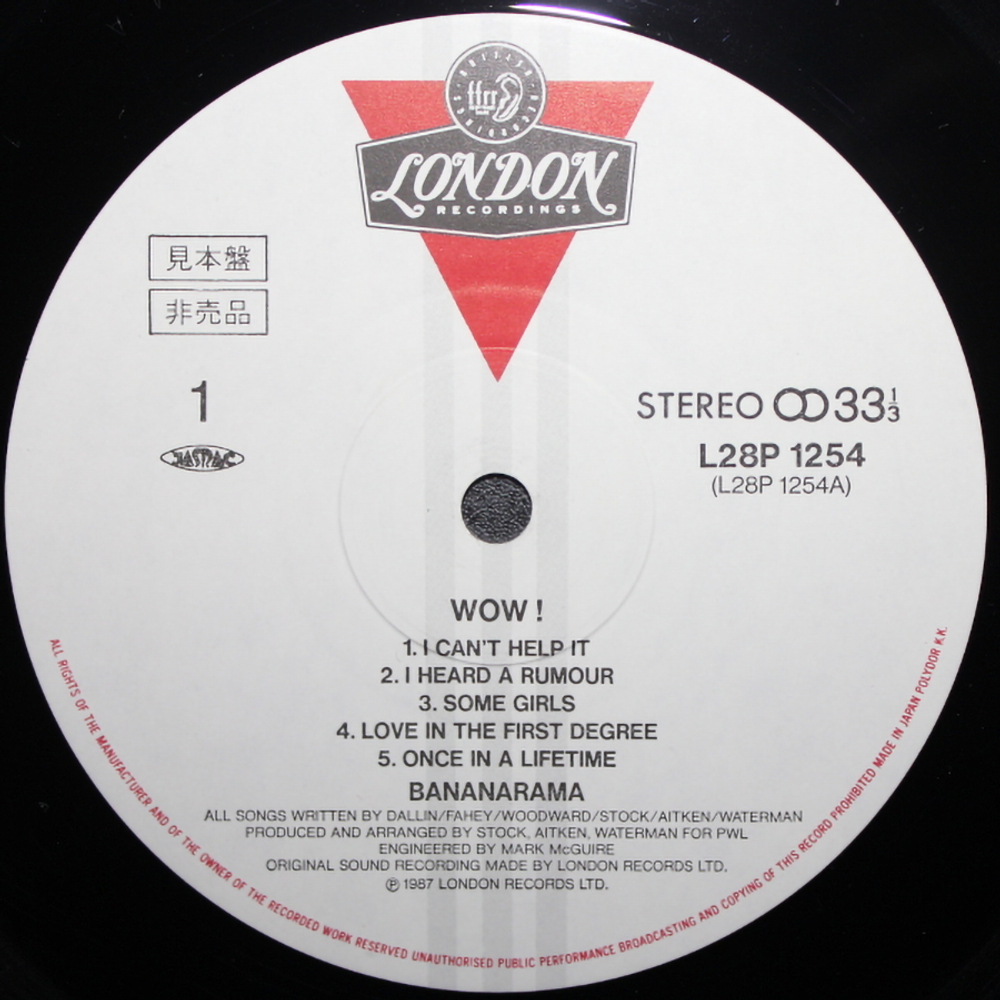 BRITISH RECORDINGS
ffrr
LONDON
RECORDINGS
見本盤
非売品
1
JASRAC
STEREO 33 1/3
L28P 1254
(L28P 1254A)
WOW !
1. I CAN'T HELP IT
2. I HEARD A RUMOUR
3. SOME GIRLS
4. LOVE IN THE FIRST DEGREE
5. ONCE IN A LIFETIME
BANANARAMA
ALL SONGS WRITTEN BY DALLIN/FAHEY/WOODWARD/STOCK/AITKEN/WATERMAN
PRODUCED AND ARRANGED BY STOCK, AITKEN, WATERMAN FOR PWL
ENGINEERED BY MARK McGUIRE
ORIGINAL SOUND RECORDING MADE BY LONDON RECORDS LTD.
℗ 1987 LONDON RECORDS LTD.
ALL RIGHTS OF THE MANUFACTURER AND OF THE OWNER OF THE RECORDED WORK RESERVED UNAUTHORISED PUBLIC PERFORMANCE BROADCASTING AND COPYING OF THIS RECORD PROHIBITED MADE IN JAPAN POLYDOR K.K.